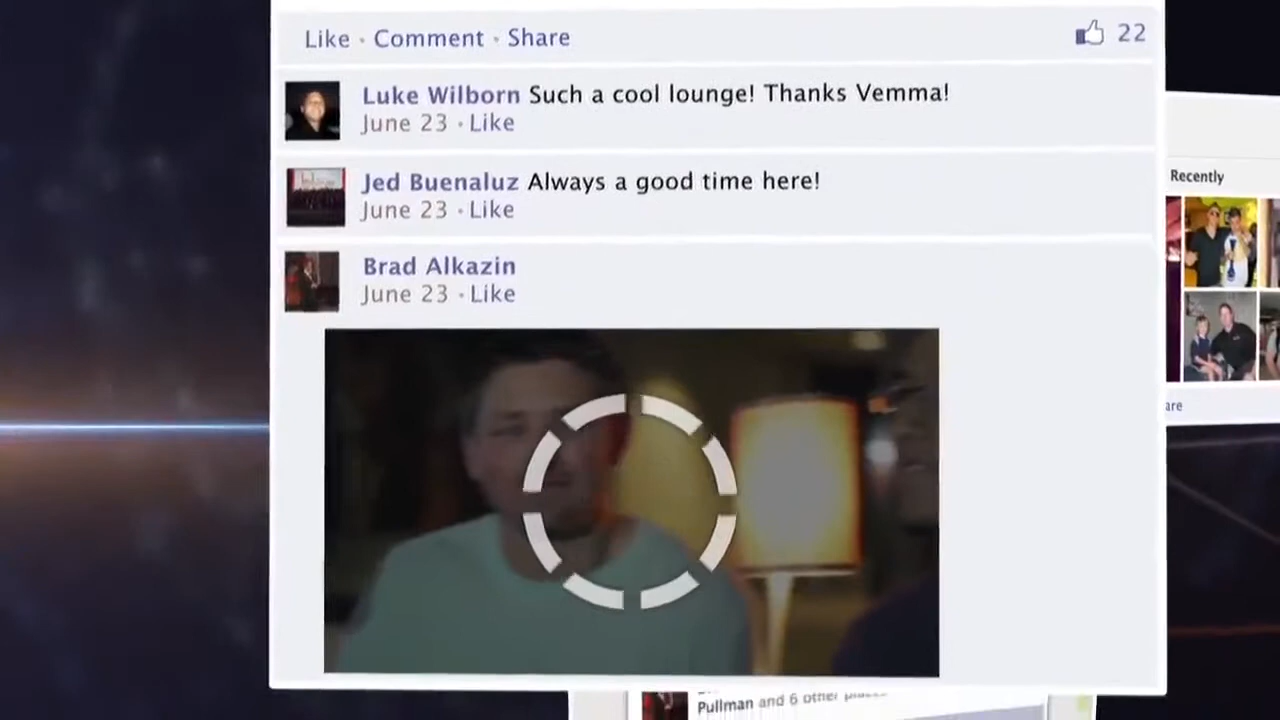 Like · Comment · Share
22
Luke Wilborn Such a cool lounge! Thanks Vemma!
June 23 · Like
Jed Buenaluz Always a good time here!
June 23 · Like
Brad Alkazin
June 23 · Like
Recently
are
Pullman and 6 other places